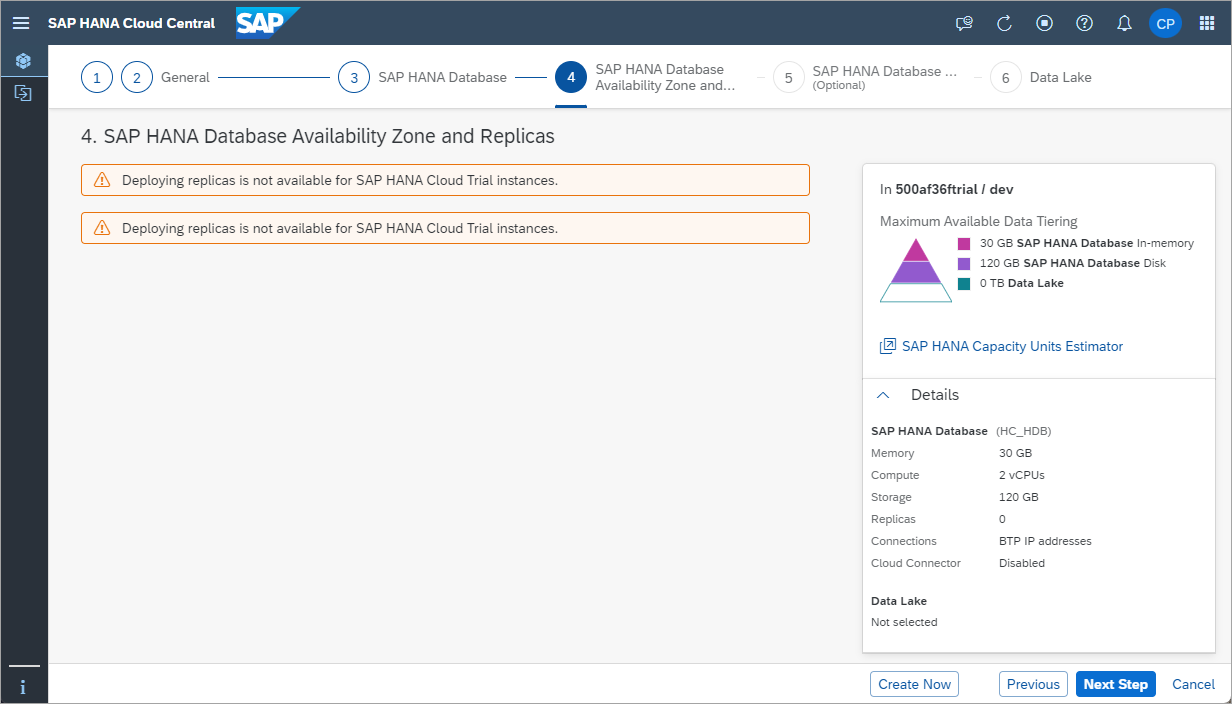 SAP HANA Cloud Central
SAP
CP
1
2
General
3
SAP HANA Database
4
SAP HANA Database
Availability Zone and...
5
SAP HANA Database ...
(Optional)
6
Data Lake
4. SAP HANA Database Availability Zone and Replicas
Deploying replicas is not available for SAP HANA Cloud Trial instances.
Deploying replicas is not available for SAP HANA Cloud Trial instances.
In 500af36ftrial / dev
Maximum Available Data Tiering
30 GB SAP HANA Database In-memory
120 GB SAP HANA Database Disk
0 TB Data Lake
SAP HANA Capacity Units Estimator
Details
SAP HANA Database (HC_HDB)
Memory 30 GB
Compute 2 vCPUs
Storage 120 GB
Replicas 0
Connections BTP IP addresses
Cloud Connector Disabled
Data Lake
Not selected
Create Now Previous Next Step Cancel